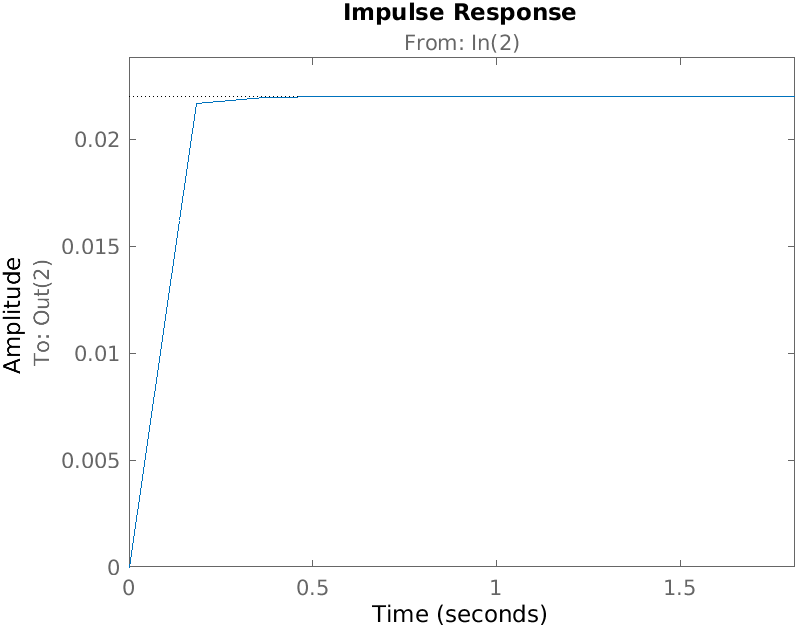 Impulse Response
From: In(2)
Amplitude
To: Out(2)
0.02
0.015
0.01
0.005
0
0
0.5
1
1.5
Time (seconds)